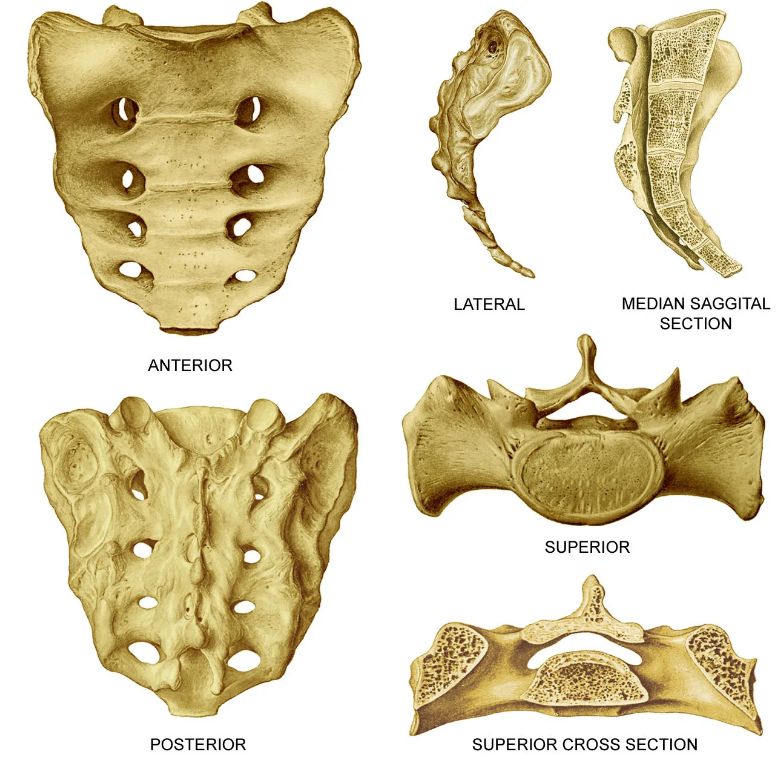 LATERAL
MEDIAN SAGGITAL
SECTION
ANTERIOR
SUPERIOR
POSTERIOR
SUPERIOR CROSS SECTION